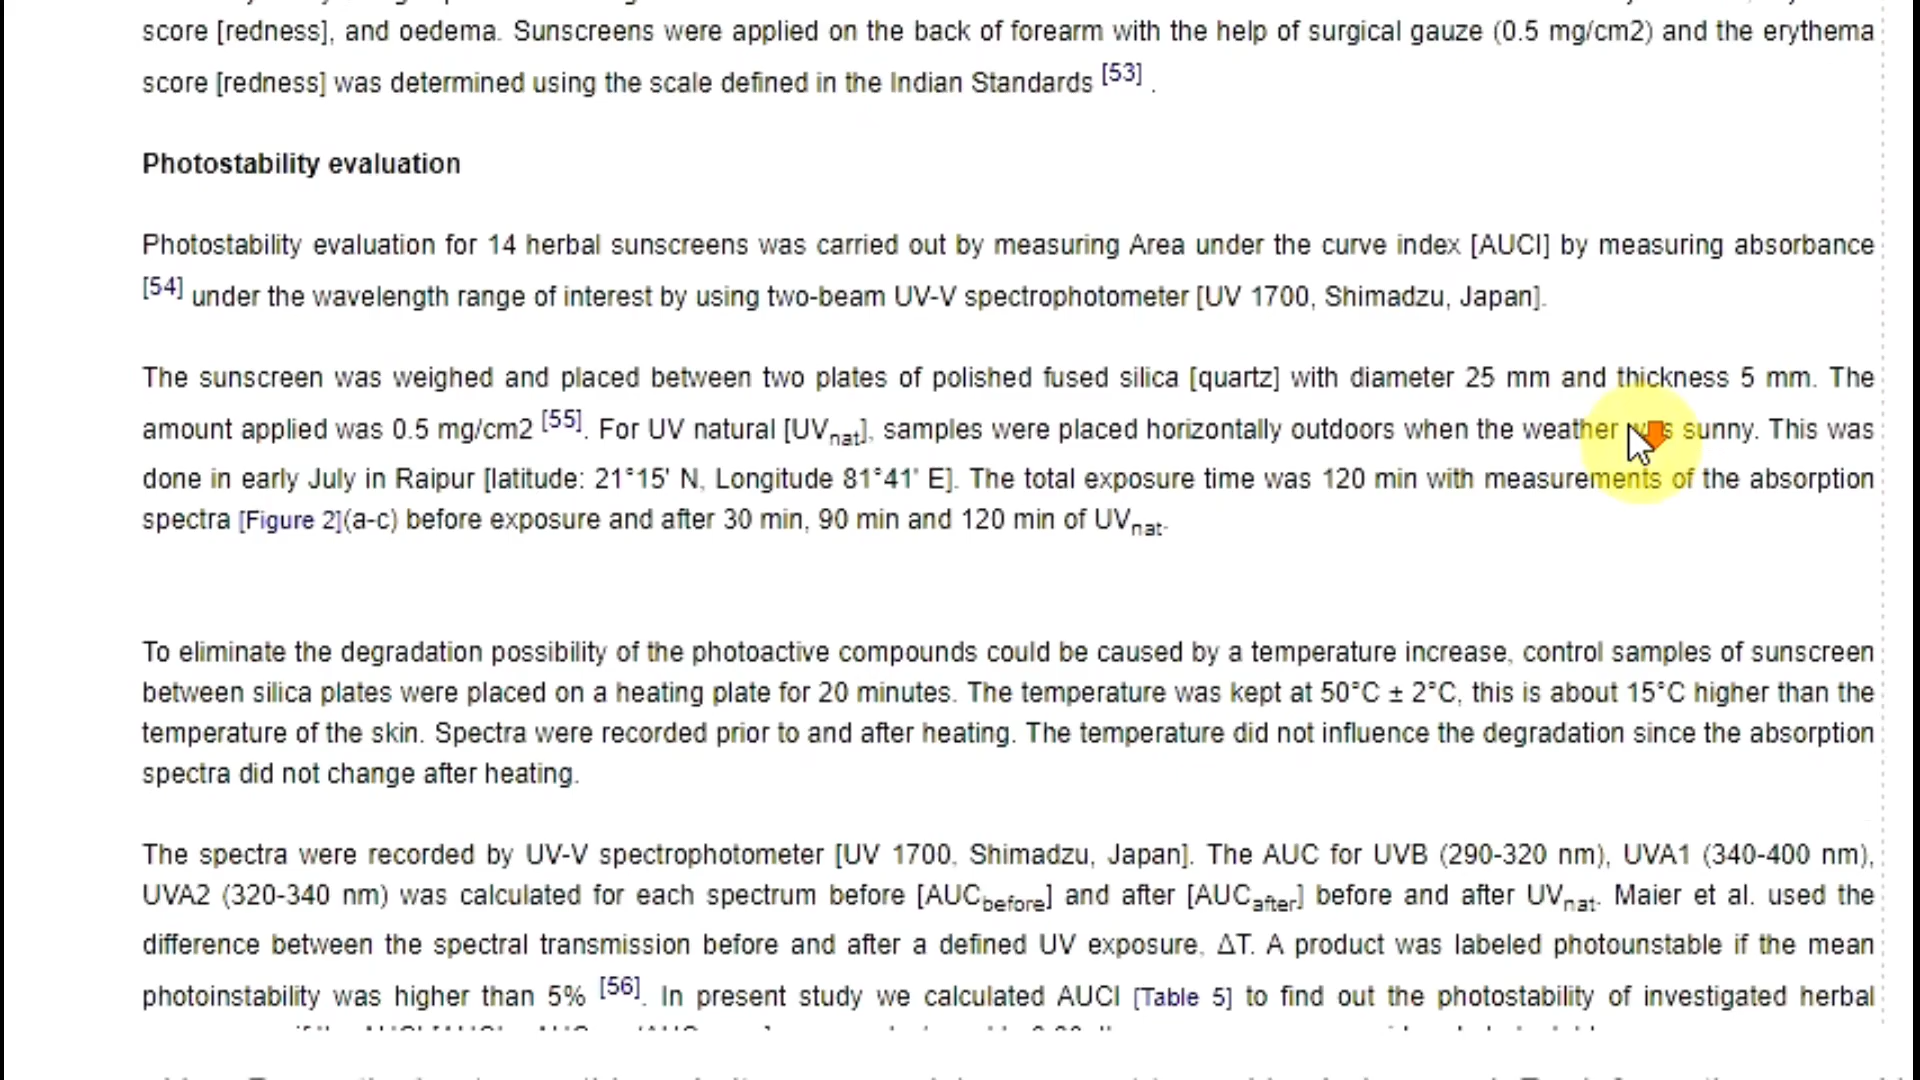 score [redness], and oedema. Sunscreens were applied on the back of forearm with the help of surgical gauze (0.5 mg/cm2) and the erythema
score [redness] was determined using the scale defined in the Indian Standards [53] .
Photostability evaluation
Photostability evaluation for 14 herbal sunscreens was carried out by measuring Area under the curve index [AUCI] by measuring absorbance
[54] under the wavelength range of interest by using two-beam UV-V spectrophotometer [UV 1700, Shimadzu, Japan].
The sunscreen was weighed and placed between two plates of polished fused silica [quartz] with diameter 25 mm and thickness 5 mm. The
amount applied was 0.5 mg/cm2 [55]. For UV natural [UVnat], samples were placed horizontally outdoors when the weather was sunny. This was
done in early July in Raipur [latitude: 21°15' N, Longitude 81°41' E]. The total exposure time was 120 min with measurements of the absorption
spectra [Figure 2](a-c) before exposure and after 30 min, 90 min and 120 min of UVnat.
To eliminate the degradation possibility of the photoactive compounds could be caused by a temperature increase, control samples of sunscreen
between silica plates were placed on a heating plate for 20 minutes. The temperature was kept at 50°C ± 2°C, this is about 15°C higher than the
temperature of the skin. Spectra were recorded prior to and after heating. The temperature did not influence the degradation since the absorption
spectra did not change after heating.
The spectra were recorded by UV-V spectrophotometer [UV 1700, Shimadzu, Japan]. The AUC for UVB (290-320 nm), UVA1 (340-400 nm),
UVA2 (320-340 nm) was calculated for each spectrum before [AUCbefore] and after [AUCafter] before and after UVnat. Maier et al. used the
difference between the spectral transmission before and after a defined UV exposure, ΔT. A product was labeled photounstable if the mean
photoinstability was higher than 5% [56]. In present study we calculated AUCI [Table 5] to find out the photostability of investigated herbal